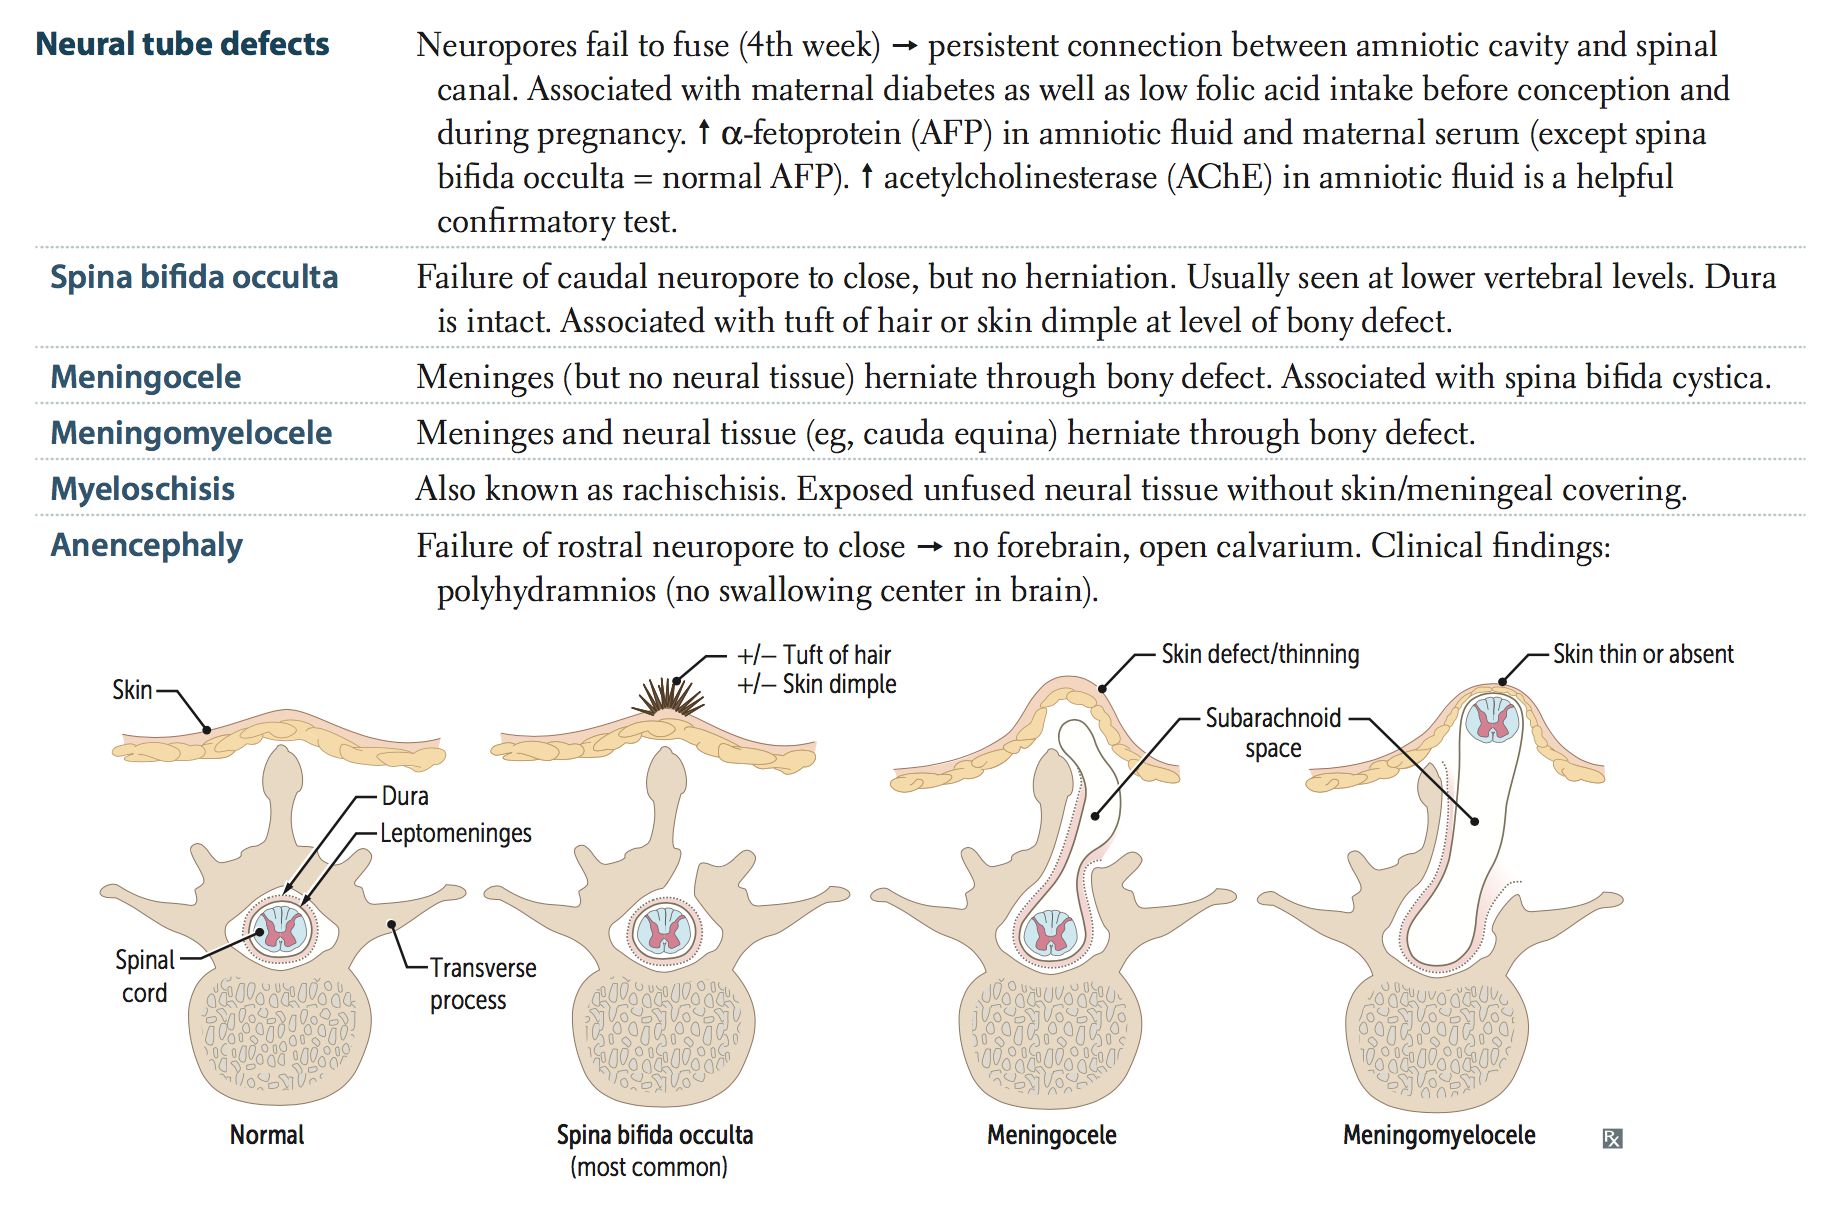 Neural tube defects
Neuropores fail to fuse (4th week) → persistent connection between amniotic cavity and spinal
canal. Associated with maternal diabetes as well as low folic acid intake before conception and
during pregnancy. ↑ α-fetoprotein (AFP) in amniotic fluid and maternal serum (except spina
bifida occulta = normal AFP). ↑ acetylcholinesterase (AChE) in amniotic fluid is a helpful
confirmatory test.
Spina bifida occulta
Failure of caudal neuropore to close, but no herniation. Usually seen at lower vertebral levels. Dura
is intact. Associated with tuft of hair or skin dimple at level of bony defect.
Meningocele
Meninges (but no neural tissue) herniate through bony defect. Associated with spina bifida cystica.
Meningomyelocele
Meninges and neural tissue (eg, cauda equina) herniate through bony defect.
Myeloschisis
Also known as rachischisis. Exposed unfused neural tissue without skin/meningeal covering.
Anencephaly
Failure of rostral neuropore to close → no forebrain, open calvarium. Clinical findings:
polyhydramnios (no swallowing center in brain).
Skin
Dura
Leptomeninges
Spinal
cord
Transverse
process
Normal
+/– Tuft of hair
+/– Skin dimple
Spina bifida occulta
(most common)
Skin defect/thinning
Subarachnoid
space
Meningocele
Skin thin or absent
Meningomyelocele
Rx